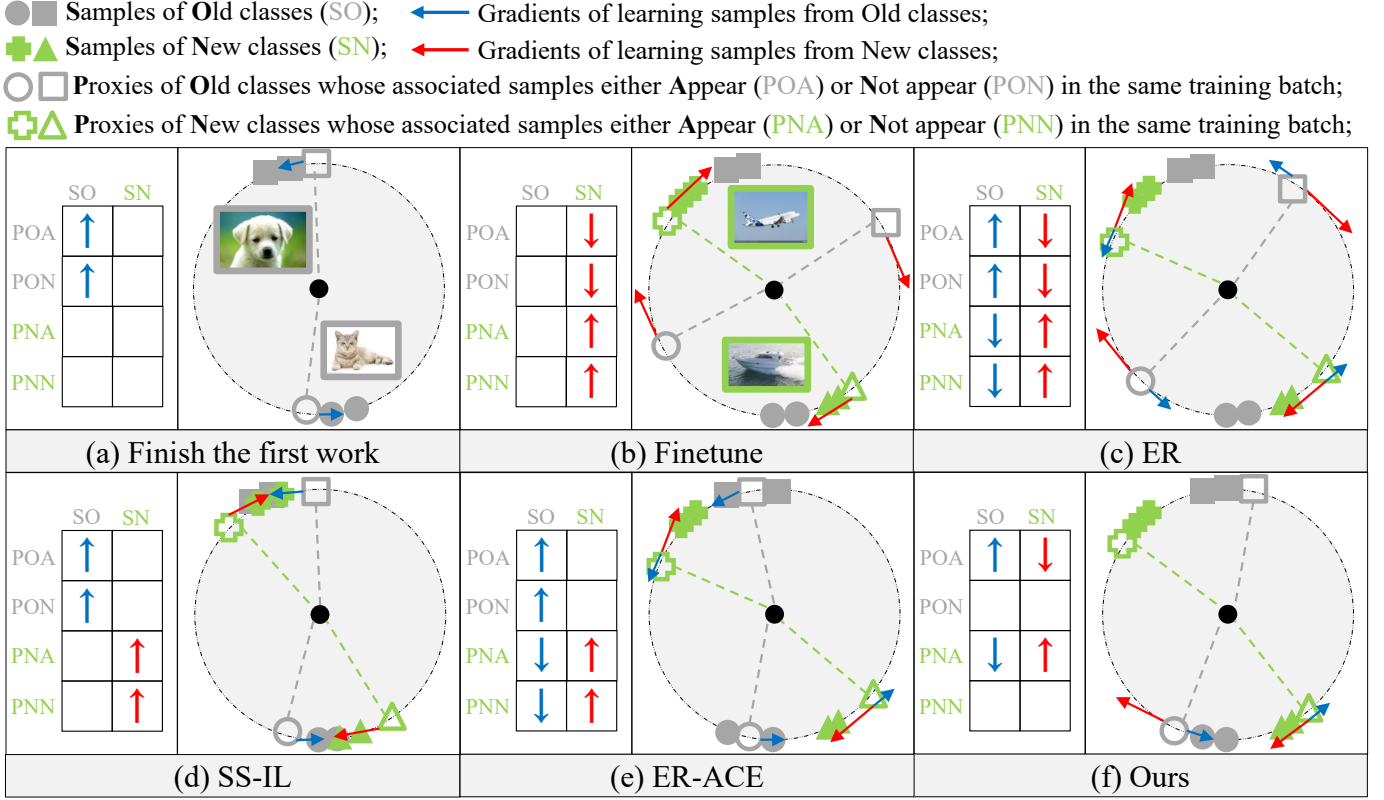 Samples of Old classes (SO); Gradients of learning samples from Old classes;
Samples of New classes (SN); Gradients of learning samples from New classes;
Proxies of Old classes whose associated samples either Appear (POA) or Not appear (PON) in the same training batch;
Proxies of New classes whose associated samples either Appear (PNA) or Not appear (PNN) in the same training batch;
SO SN
POA
PON
PNA
PNN
(a) Finish the first work
SO SN
POA
PON
PNA
PNN
(b) Finetune
SO SN
POA
PON
PNA
PNN
(c) ER
SO SN
POA
PON
PNA
PNN
(d) SS-IL
SO SN
POA
PON
PNA
PNN
(e) ER-ACE
SO SN
POA
PON
PNA
PNN
(f) Ours